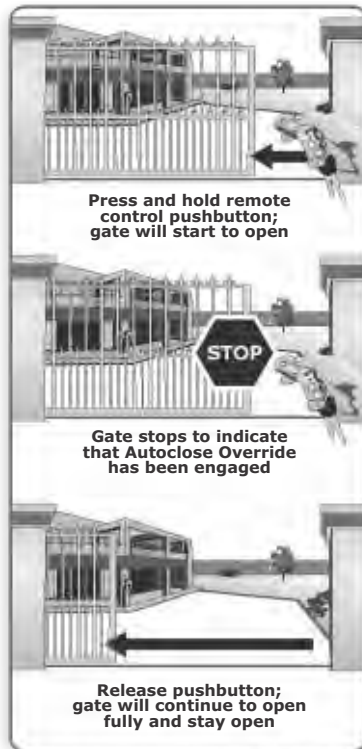 Press and hold remote
control pushbutton;
gate will start to open
STOP
Gate stops to indicate
that Autoclose Override
has been engaged
Release pushbutton;
gate will continue to open
fully and stay open